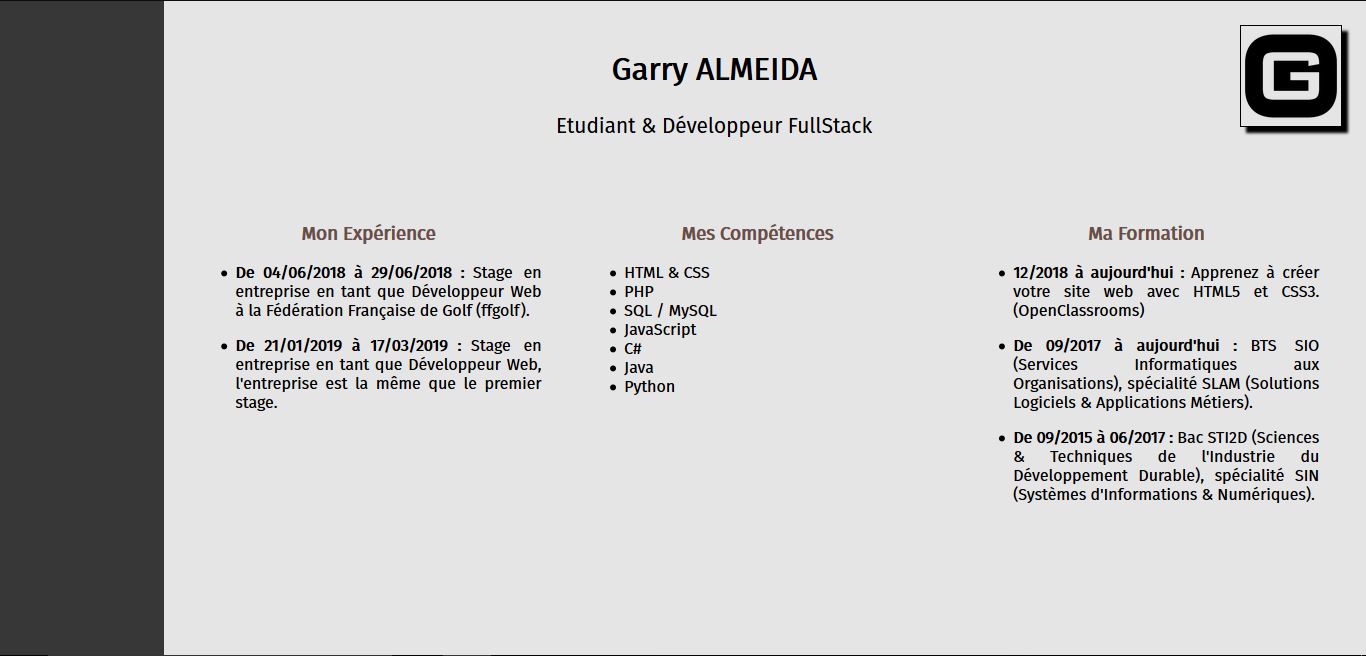 Garry ALMEIDA
G
Etudiant & Développeur FullStack
Mon Expérience
De 04/06/2018 à 29/06/2018 : Stage en
entreprise en tant que Développeur Web
à la Fédération Française de Golf (ffgolf).
De 21/01/2019 à 17/03/2019 : Stage en
entreprise en tant que Développeur Web,
l'entreprise est la même que le premier
stage.
Mes Compétences
HTML & CSS
PHP
SQL / MySQL
JavaScript
C#
Java
Python
Ma Formation
12/2018 à aujourd'hui : Apprenez à créer
votre site web avec HTML5 et CSS3.
(OpenClassrooms)
De 09/2017 à aujourd'hui : BTS SIO
(Services Informatiques aux
Organisations), spécialité SLAM (Solutions
Logiciels & Applications Métiers).
De 09/2015 à 06/2017 : Bac STI2D (Sciences
& Techniques de l'Industrie du
Développement Durable), spécialité SIN
(Systèmes d'Informations & Numériques).